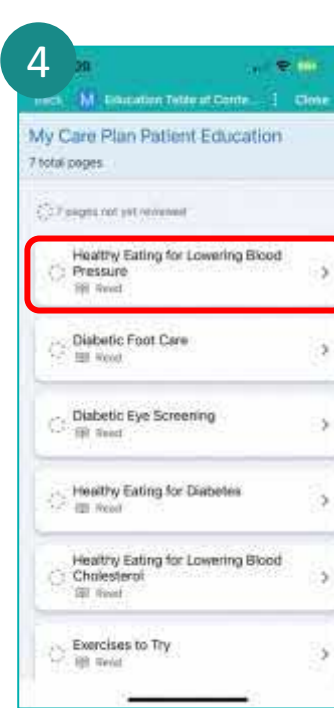 4
Back M Education Table of Conte... Close
My Care Plan Patient Education
7 total pages
7 pages not yet reviewed
Healthy Eating for Lowering Blood
Pressure
Read
Diabetic Foot Care
Read
Diabetic Eye Screening
Read
Healthy Eating for Diabetes
Read
Healthy Eating for Lowering Blood
Cholesterol
Read
Exercises to Try
Read